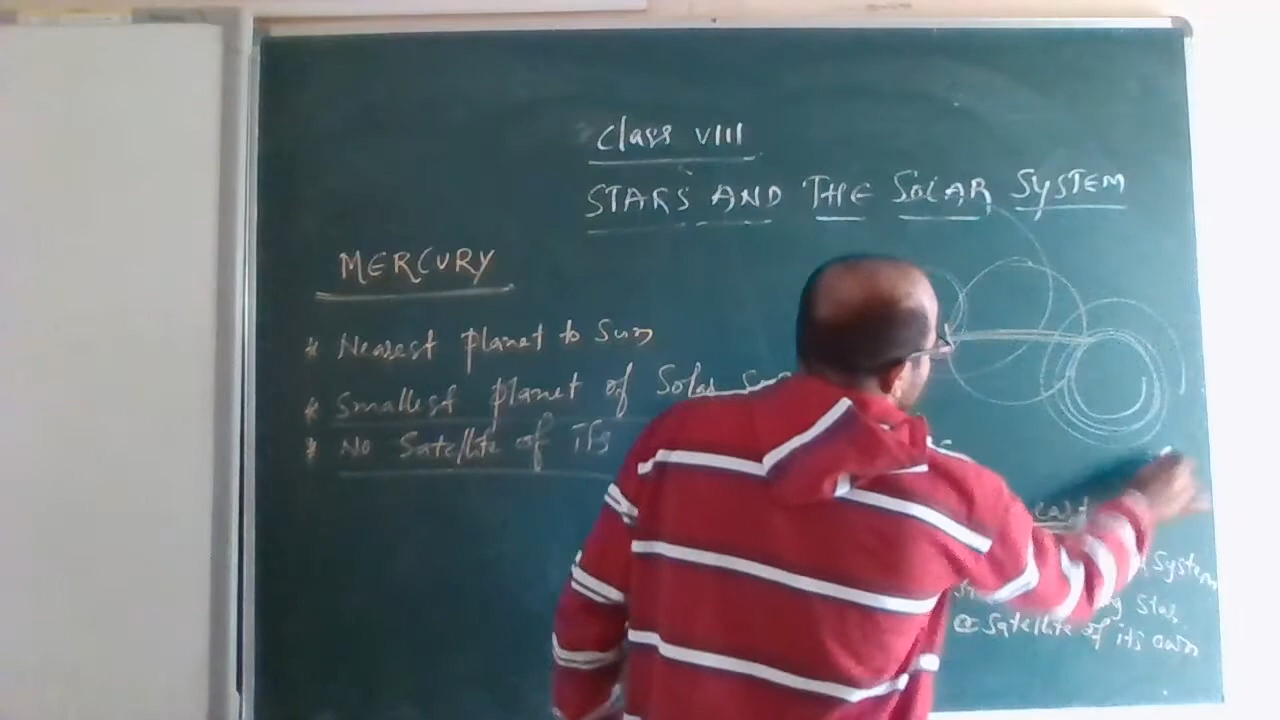 Class VIII
STARS AND THE SOLAR SYSTEM
MERCURY
* Nearest planet to Sun
* Smallest planet of Solar
* No Satellite of its
System
Star
Satellite of its own